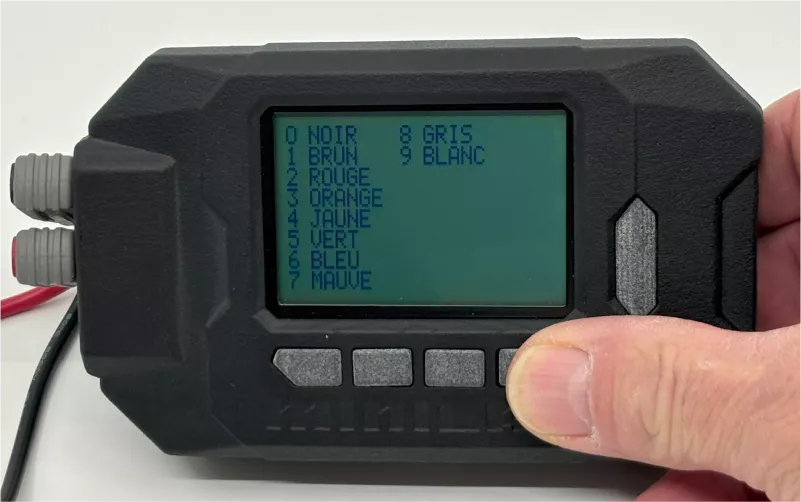 0 NOIR 8 GRIS
1 BRUN 9 BLANC
2 ROUGE
3 ORANGE
4 JAUNE
5 VERT
6 BLEU
7 MAUVE